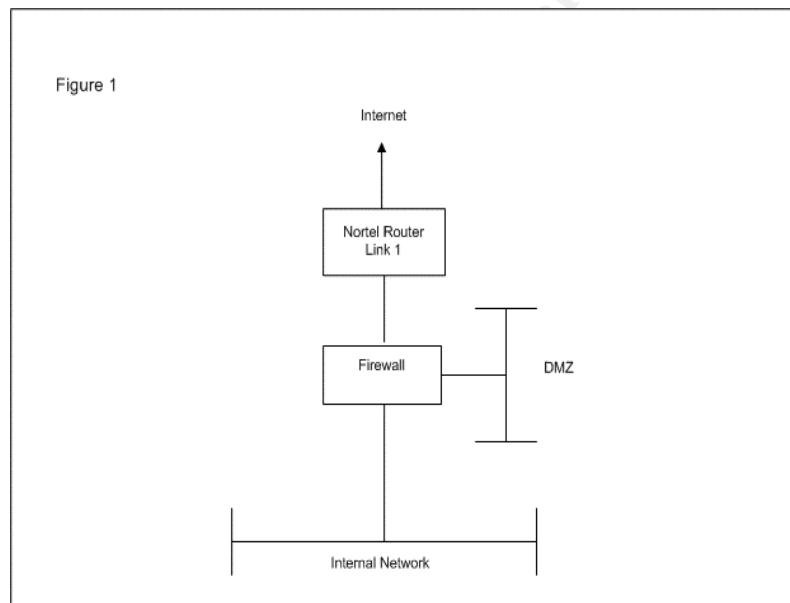 Figure 1
Internet
Nortel Router
Link 1
Firewall
DMZ
Internal Network